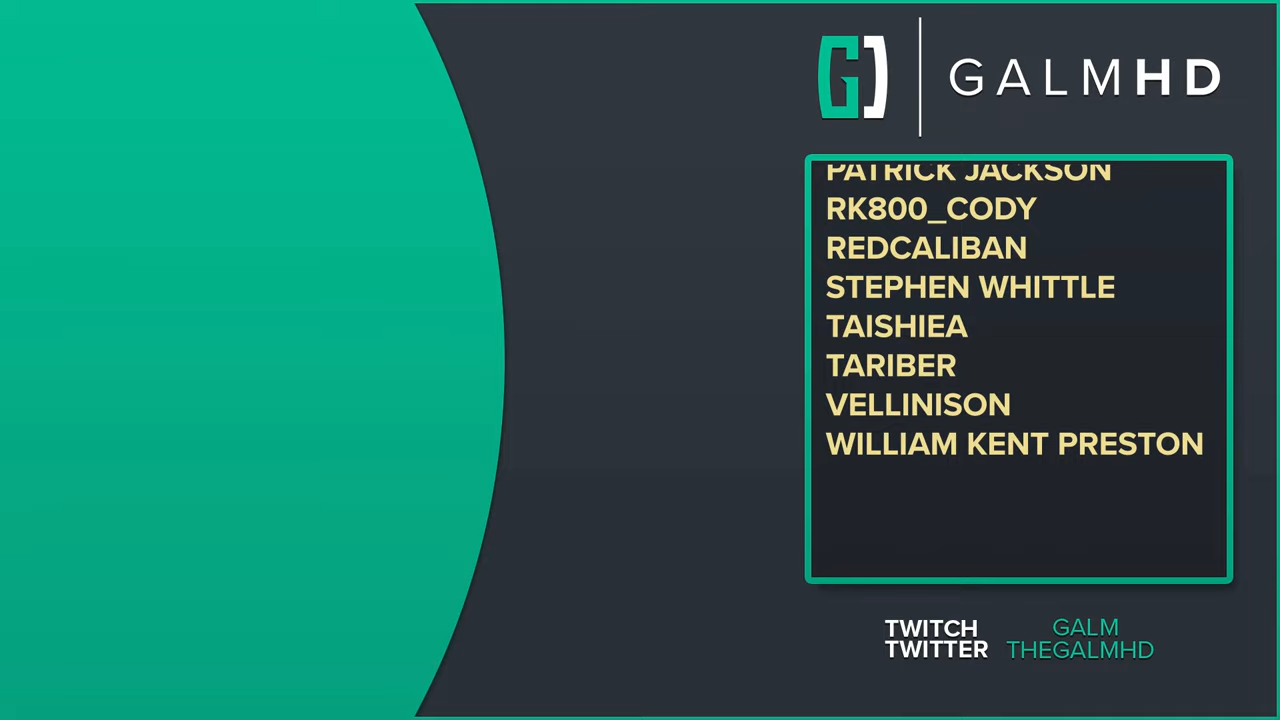 GALMHD
PATRICK JACKSON
RK800_CODY
REDCALIBAN
STEPHEN WHITTLE
TAISHIEA
TARIBER
VELLINISON
WILLIAM KENT PRESTON
TWITCH GALM
TWITTER THEGALMHD